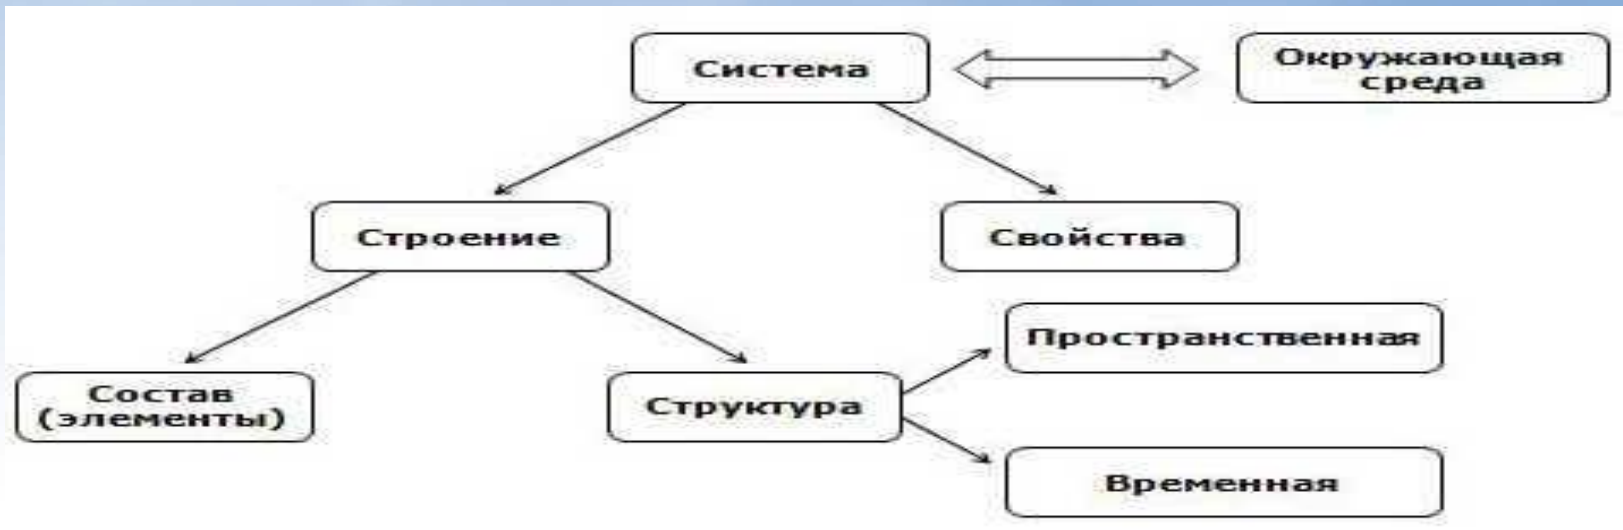 Система
Окружающая
среда
Строение
Свойства
Пространственная
Состав
(элементы)
Структура
Временная